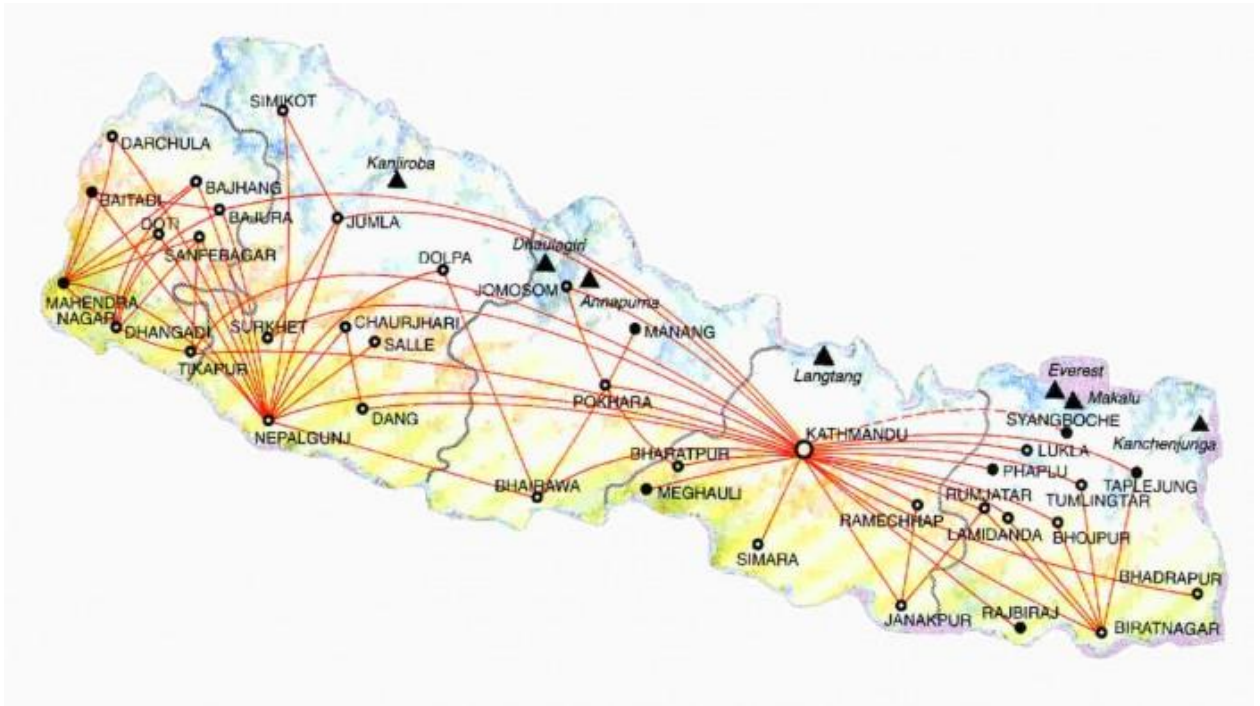 SIMIKOT
DARCHULA
Kanjiroba
BAJHANG
BAITADI
BAJURA
JUMLA
DOTI
SANFEBAGAR
Dhaulagiri
DOLPA
JOMOSOM
Annapurna
MAHENDRA
NAGAR
DHANGADI
SURKHET
CHAURJHARI
MANANG
SALLE
TIKAPUR
Langtang
Everest
Makalu
POKHARA
DANG
SYANGBOCHE
NEPALGUNJ
KATHMANDU
Kanchenjunga
BHARATPUR
LUKLA
PHAPLU
BHAIRAWA
MEGHAULI
TAPLEJUNG
RUMJATAR
TUMLINGTAR
RAMECHHAP
LAMIDANDA
BHOJPUR
SIMARA
BHADRAPUR
JANAKPUR
RAJBIRAJ
BIRATNAGAR